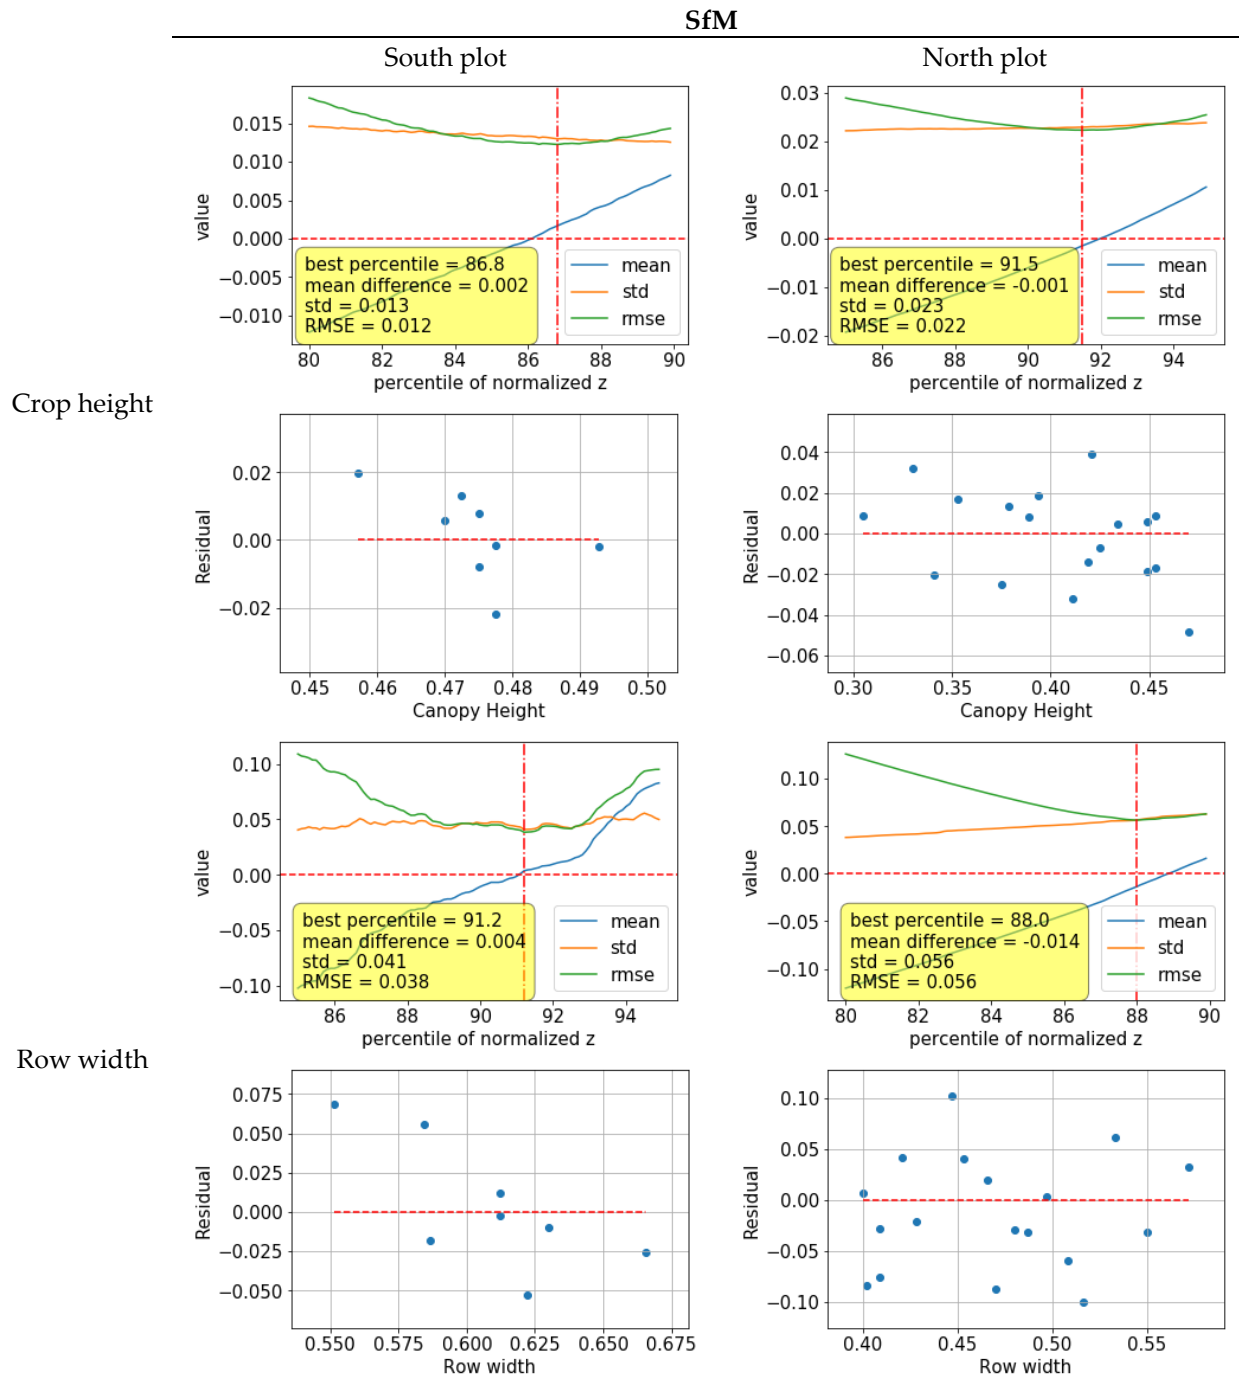 SfM
South plot
North plot
Crop height
0.015
0.010
0.005
0.000
−0.005
−0.010
value
best percentile = 86.8
mean difference = 0.002
std = 0.013
RMSE = 0.012
mean
std
rmse
80 82 84 86 88 90
percentile of normalized z
0.03
0.02
0.01
0.00
−0.01
−0.02
value
best percentile = 91.5
mean difference = -0.001
std = 0.023
RMSE = 0.022
mean
std
rmse
86 88 90 92 94
percentile of normalized z
0.02
0.00
−0.02
Residual
0.45 0.46 0.47 0.48 0.49 0.50
Canopy Height
0.04
0.02
0.00
−0.02
−0.04
−0.06
Residual
0.30 0.35 0.40 0.45
Canopy Height
Row width
0.10
0.05
0.00
−0.05
−0.10
value
best percentile = 91.2
mean difference = 0.004
std = 0.041
RMSE = 0.038
mean
std
rmse
86 88 90 92 94
percentile of normalized z
0.10
0.05
0.00
−0.05
−0.10
value
best percentile = 88.0
mean difference = -0.014
std = 0.056
RMSE = 0.056
mean
std
rmse
80 82 84 86 88 90
percentile of normalized z
0.075
0.050
0.025
0.000
−0.025
−0.050
Residual
0.550 0.575 0.600 0.625 0.650 0.675
Row width
0.10
0.05
0.00
−0.05
−0.10
Residual
0.40 0.45 0.50 0.55
Row width